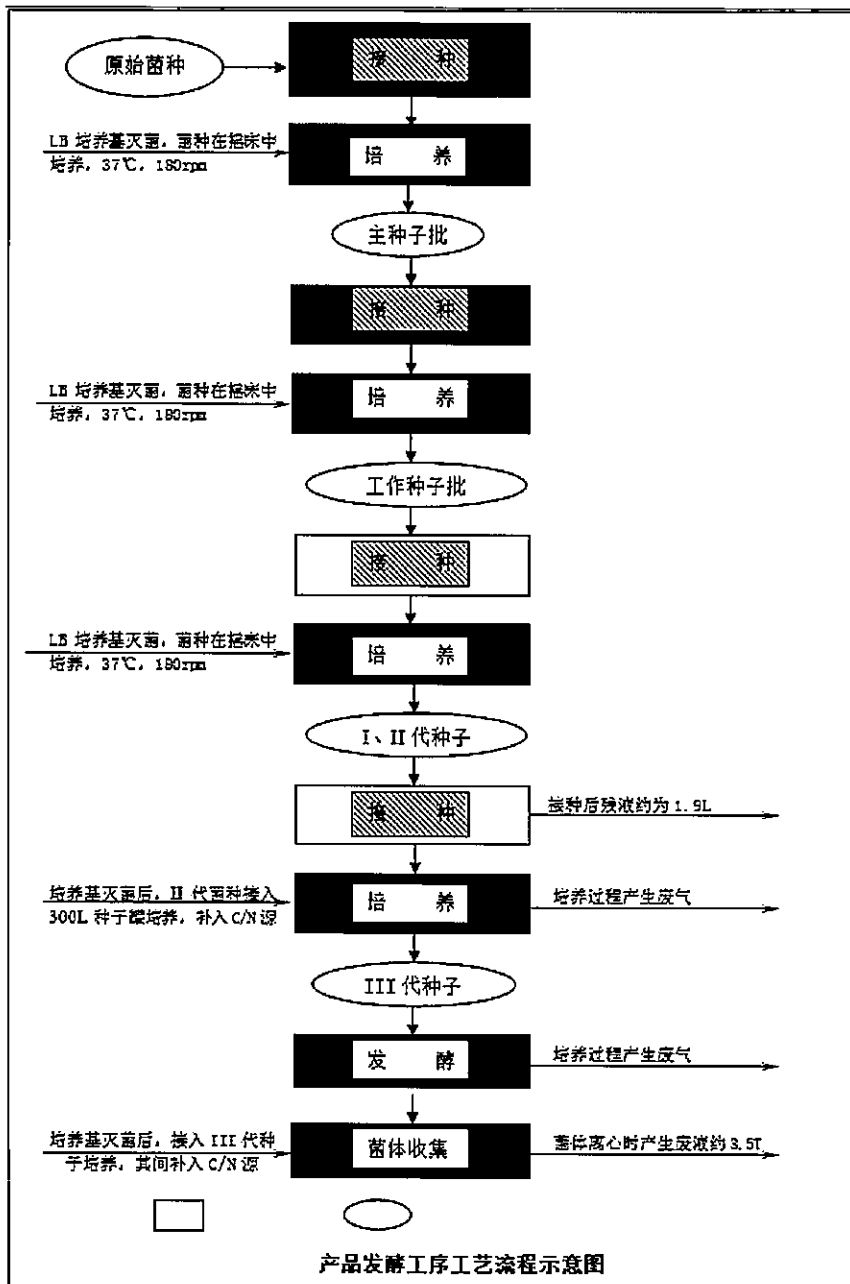 原始菌种
接 种
LB 培养基灭菌，菌种在摇床中
培养，37℃，180rpm
培 养
主种子批
接 种
LB 培养基灭菌，菌种在摇床中
培养，37℃，180rpm
培 养
工作种子批
接 种
LB 培养基灭菌，菌种在摇床中
培养，37℃，180rpm
培 养
I、II 代种子
接 种
接种后残液约为 1.9L
培养基灭菌后，II 代菌种接入
300L 种子罐培养，补入 C/N 源
培 养
培养过程产生废气
III 代种子
发 酵
培养过程产生废气
培养基灭菌后，接入 III 代种
子培养，其间补入 C/N 源
菌体收集
菌体离心时产生废液约 3.5T
产品发酵工序工艺流程示意图